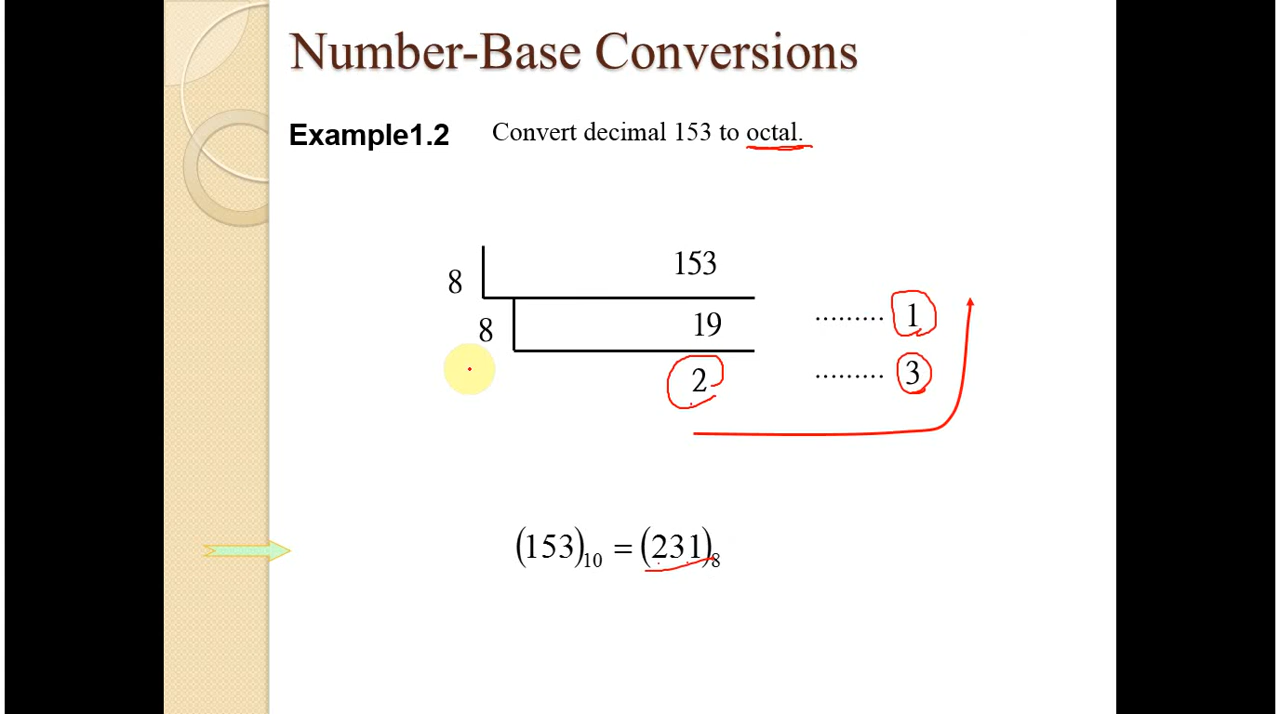 Number-Base Conversions
Example1.2 Convert decimal 153 to octal.
8 153
8 19 ......... 1
2 ......... 3
(153)10 = (231)8